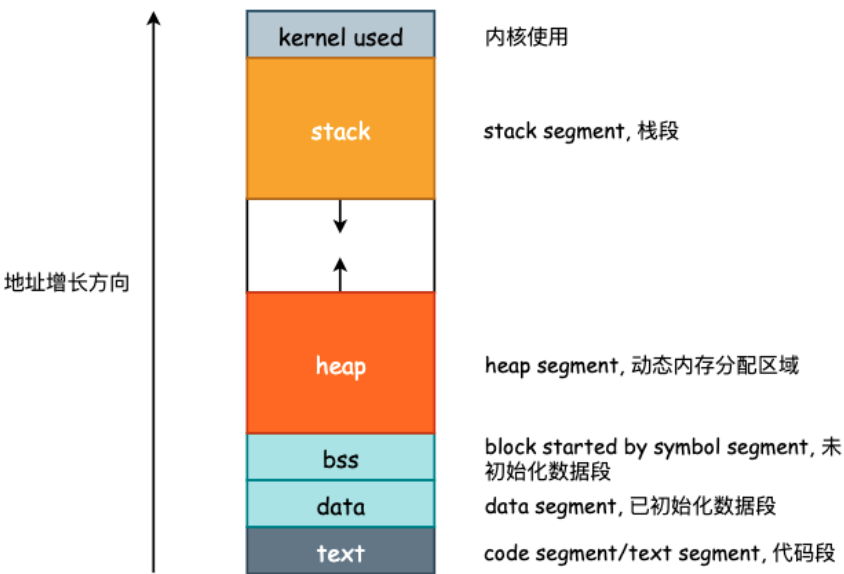 kernel used
内核使用
stack
stack segment, 栈段
地址增长方向
heap
heap segment, 动态内存分配区域
bss
block started by symbol segment, 未
初始化数据段
data
data segment, 已初始化数据段
text
code segment/text segment, 代码段